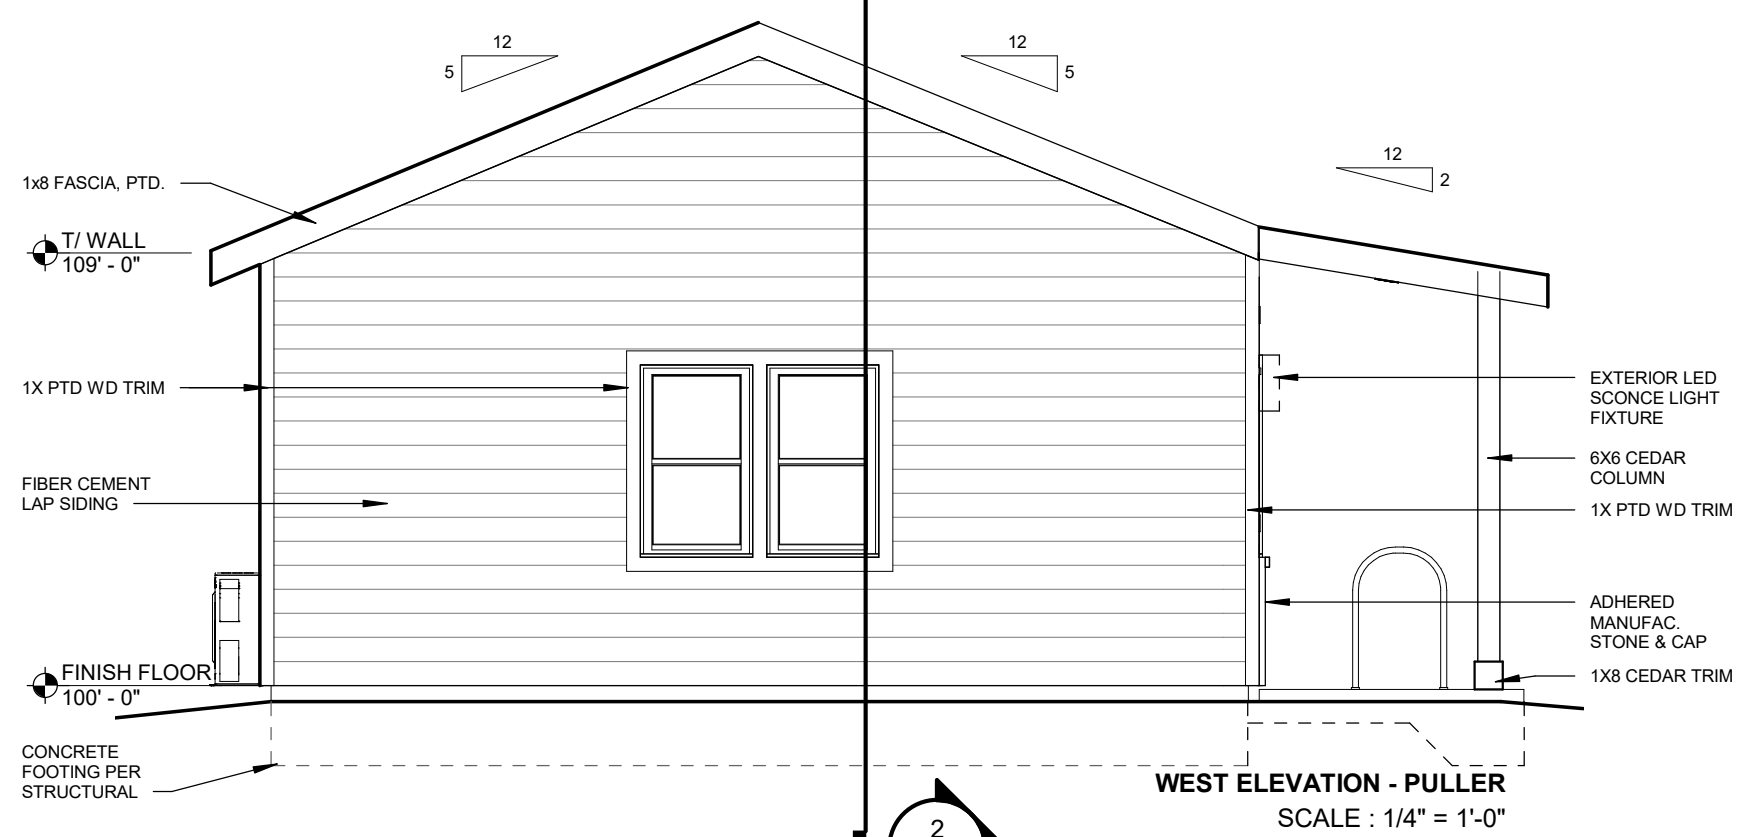 12
5
12
5
12
2
1x8 FASCIA, PTD.
T/ WALL
109' - 0"
1X PTD WD TRIM
FIBER CEMENT
LAP SIDING
FINISH FLOOR
100' - 0"
CONCRETE
FOOTING PER
STRUCTURAL
EXTERIOR LED
SCONCE LIGHT
FIXTURE
6X6 CEDAR
COLUMN
1X PTD WD TRIM
ADHERED
MANUFAC.
STONE & CAP
1X8 CEDAR TRIM
WEST ELEVATION - PULLER
SCALE : 1/4" = 1'-0"
2